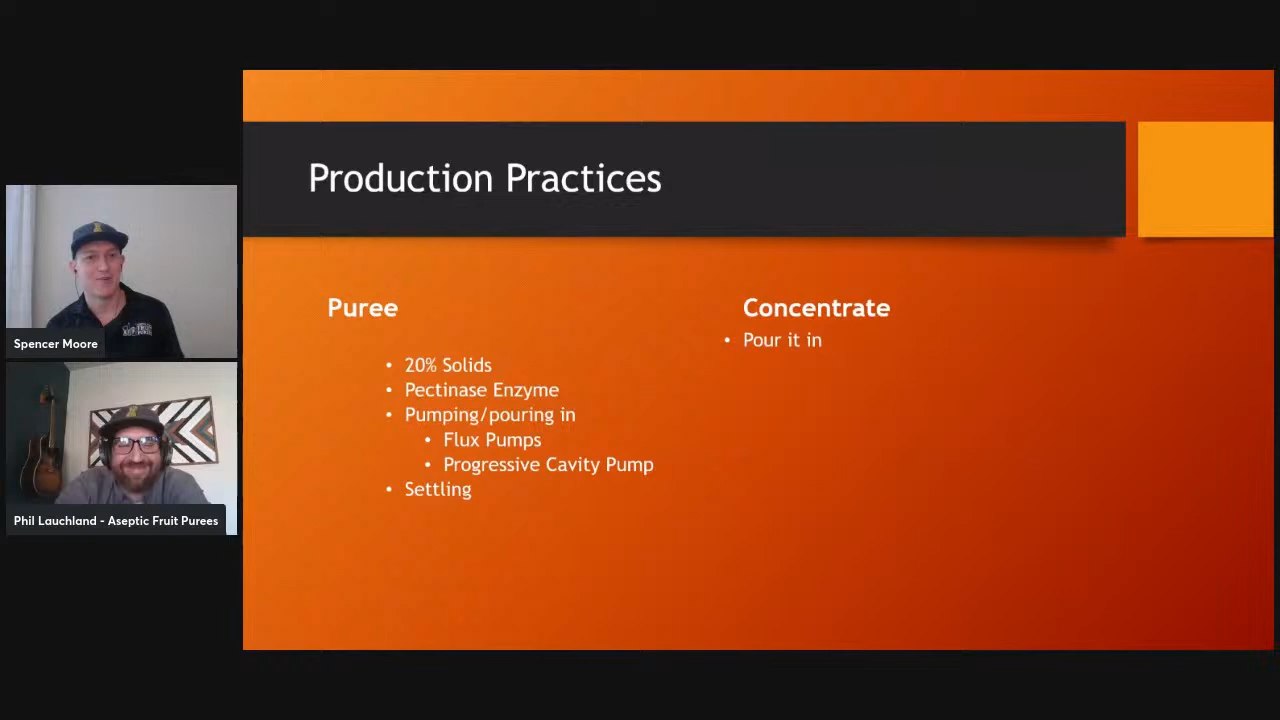 Production Practices
Puree
20% Solids
Pectinase Enzyme
Pumping/pouring in
Flux Pumps
Progressive Cavity Pump
Settling
Concentrate
Pour it in
Spencer Moore
Phil Lauchland - Aseptic Fruit Purees